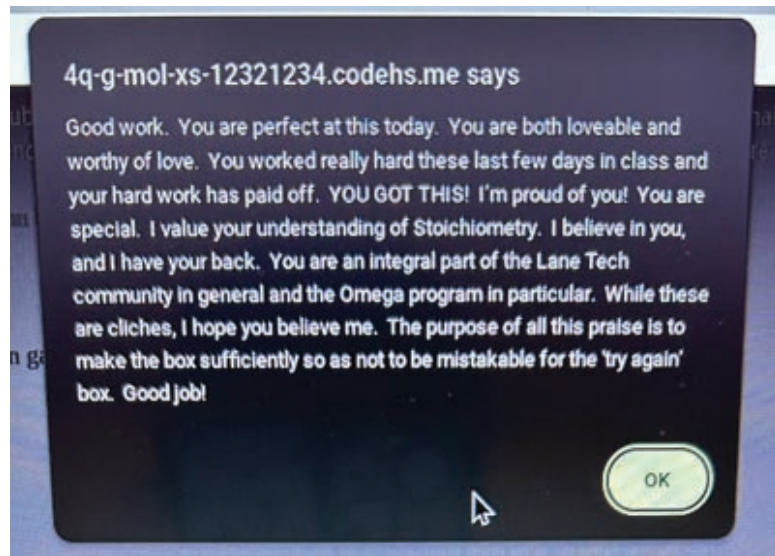 4q-g-mol-xs-12321234.codehs.me says
Good work. You are perfect at this today. You are both loveable and
worthy of love. You worked really hard these last few days in class and
your hard work has paid off. YOU GOT THIS! I'm proud of you! You are
special. I value your understanding of Stoichiometry. I believe in you,
and I have your back. You are an integral part of the Lane Tech
community in general and the Omega program in particular. While these
are cliches, I hope you believe me. The purpose of all this praise is to
make the box sufficiently so as not to be mistakable for the 'try again'
box. Good job!
OK